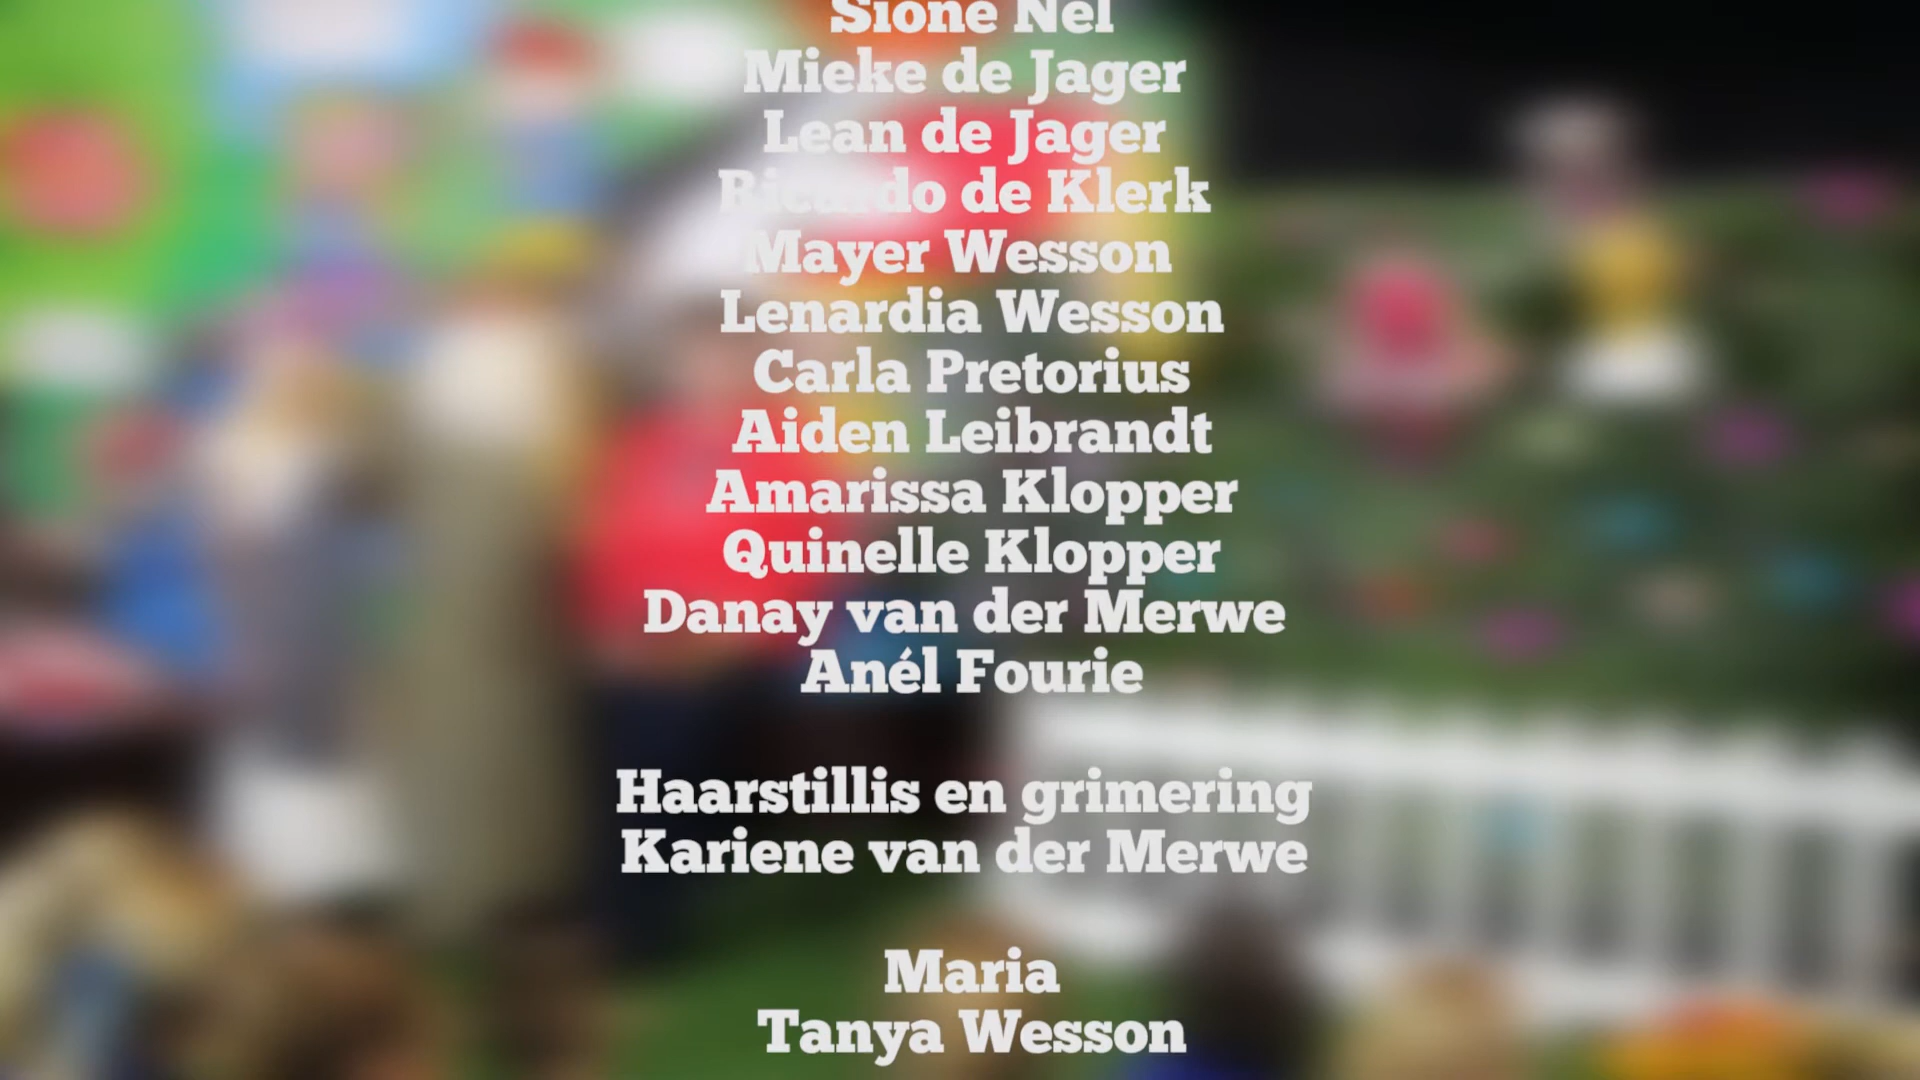 Sione Nel
Mieke de Jager
Lean de Jager
Ricardo de Klerk
Mayer Wesson
Lenardia Wesson
Carla Pretorius
Aiden Leibrandt
Amarissa Klopper
Quinelle Klopper
Danay van der Merwe
Anél Fourie
Haarstillis en grimering
Kariene van der Merwe
Maria
Tanya Wesson